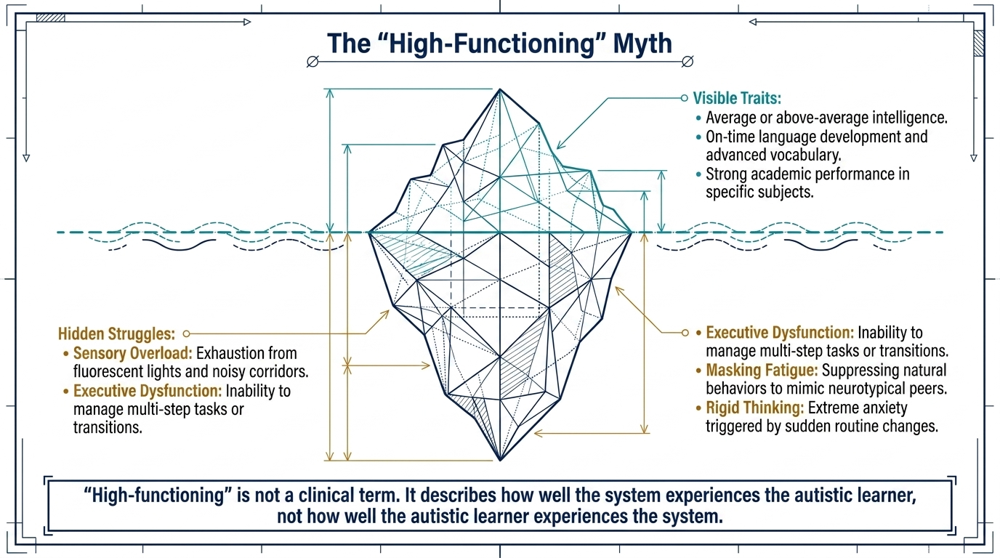 The “High-Functioning” Myth
Visible Traits:
• Average or above-average intelligence.
• On-time language development and
advanced vocabulary.
• Strong academic performance in
specific subjects.
Hidden Struggles:
• Sensory Overload: Exhaustion from
fluorescent lights and noisy corridors.
• Executive Dysfunction: Inability to
manage multi-step tasks or
transitions.
• Executive Dysfunction: Inability to
manage multi-step tasks or transitions.
• Masking Fatigue: Suppressing natural
behaviors to mimic neurotypical peers.
• Rigid Thinking: Extreme anxiety
triggered by sudden routine changes.
“High-functioning” is not a clinical term. It describes how well the system experiences the autistic learner,
not how well the autistic learner experiences the system.